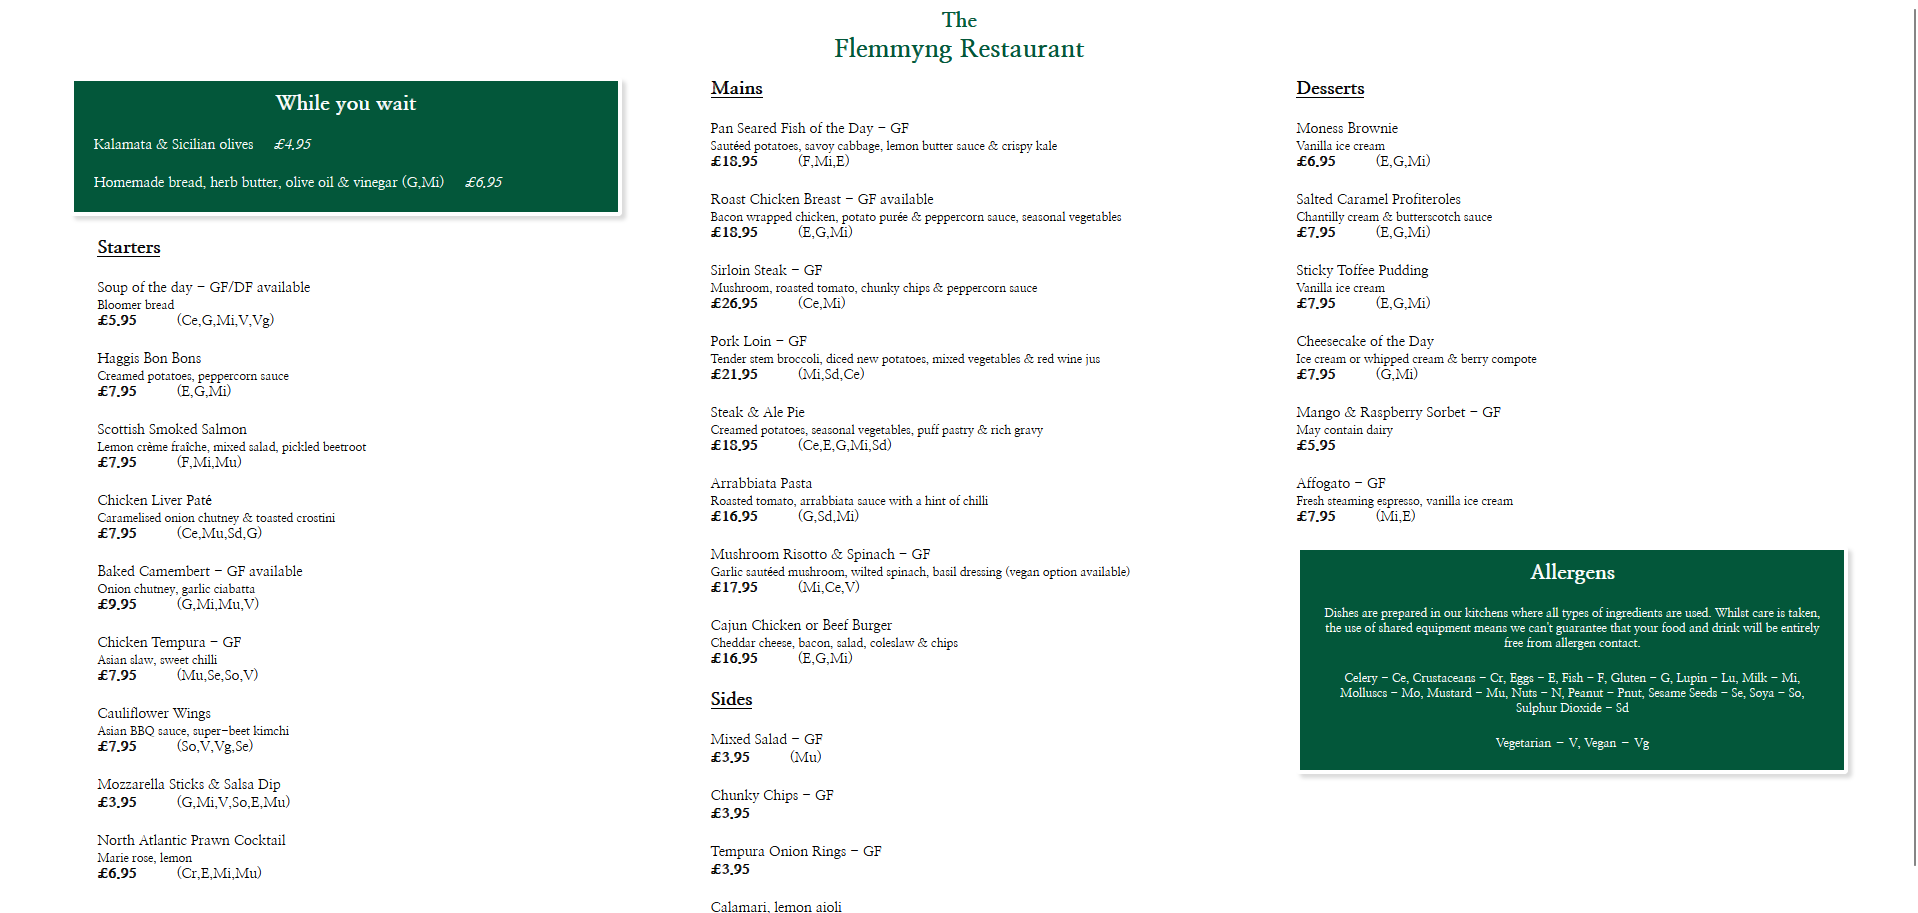 The
Flemmyng Restaurant
While you wait
Kalamata & Sicilian olives £4.95
Homemade bread, herb butter, olive oil & vinegar (G,Mi) £6.95
Starters
Soup of the day – GF/DF available
Bloomer bread
£5.95 (Ce,G,Mi,V,Vg)
Haggis Bon Bons
Creamed potatoes, peppercorn sauce
£7.95 (E,G,Mi)
Scottish Smoked Salmon
Lemon crème fraîche, mixed salad, pickled beetroot
£7.95 (F,Mi,Mu)
Chicken Liver Paté
Caramelised onion chutney & toasted crostini
£7.95 (Ce,Mu,Sd,G)
Baked Camembert – GF available
Onion chutney, garlic ciabatta
£9.95 (G,Mi,Mu,V)
Chicken Tempura – GF
Asian slaw, sweet chilli
£7.95 (Mu,Se,So,V)
Cauliflower Wings
Asian BBQ sauce, super-beet kimchi
£7.95 (So,V,Vg,Se)
Mozzarella Sticks & Salsa Dip
£3.95 (G,Mi,V,So,E,Mu)
North Atlantic Prawn Cocktail
Marie rose, lemon
£6.95 (Cr,E,Mi,Mu)
Mains
Pan Seared Fish of the Day – GF
Sautéed potatoes, savoy cabbage, lemon butter sauce & crispy kale
£18.95 (F,Mi,E)
Roast Chicken Breast – GF available
Bacon wrapped chicken, potato purée & peppercorn sauce, seasonal vegetables
£18.95 (E,G,Mi)
Sirloin Steak – GF
Mushroom, roasted tomato, chunky chips & peppercorn sauce
£26.95 (Ce,Mi)
Pork Loin – GF
Tender stem broccoli, diced new potatoes, mixed vegetables & red wine jus
£21.95 (Mi,Sd,Ce)
Steak & Ale Pie
Creamed potatoes, seasonal vegetables, puff pastry & rich gravy
£18.95 (Ce,E,G,Mi,Sd)
Arrabbiata Pasta
Roasted tomato, arrabbiata sauce with a hint of chilli
£16.95 (G,Sd,Mi)
Mushroom Risotto & Spinach – GF
Garlic sautéed mushroom, wilted spinach, basil dressing (vegan option available)
£17.95 (Mi,Ce,V)
Cajun Chicken or Beef Burger
Cheddar cheese, bacon, salad, coleslaw & chips
£16.95 (E,G,Mi)
Sides
Mixed Salad – GF
£3.95 (Mu)
Chunky Chips – GF
£3.95
Tempura Onion Rings – GF
£3.95
Calamari, lemon aioli
Desserts
Moness Brownie
Vanilla ice cream
£6.95 (E,G,Mi)
Salted Caramel Profiteroles
Chantilly cream & butterscotch sauce
£7.95 (E,G,Mi)
Sticky Toffee Pudding
Vanilla ice cream
£7.95 (E,G,Mi)
Cheesecake of the Day
Ice cream or whipped cream & berry compote
£7.95 (G,Mi)
Mango & Raspberry Sorbet – GF
May contain dairy
£5.95
Affogato – GF
Fresh steaming espresso, vanilla ice cream
£7.95 (Mi,E)
Allergens
Dishes are prepared in our kitchens where all types of ingredients are used. Whilst care is taken,
the use of shared equipment means we can't guarantee that your food and drink will be entirely
free from allergen contact.
Celery – Ce, Crustaceans – Cr, Eggs – E, Fish – F, Gluten – G, Lupin – Lu, Milk – Mi,
Molluscs – Mo, Mustard – Mu, Nuts – N, Peanut – Pnut, Sesame Seeds – Se, Soya – So,
Sulphur Dioxide – Sd
Vegetarian – V, Vegan – Vg